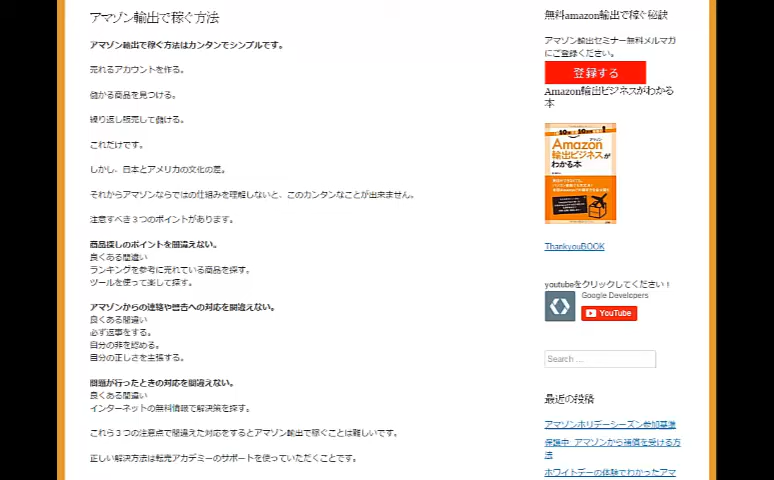 アマゾン輸出で稼ぐ方法
アマゾン輸出で稼ぐ方法はカンタンでシンプルです。
売れるアカウントを作る。
儲かる商品を見つける。
繰り返し販売して儲ける。
これだけです。
しかし、日本とアメリカの文化の差。
それからアマゾンならではの仕組みを理解しないと、このカンタンなことが出来ません。
注意すべき３つのポイントがあります。
商品探しのポイントを間違えない。
良くある間違い
ランキングを参考に売れている商品を探す。
ツールを使って楽して探す。
アマゾンからの連絡や警告への対応を間違えない。
良くある間違い
必ず返事をする。
自分の非を認める。
自分の正しさを主張する。
問題が行ったときの対応を間違えない。
良くある間違い
インターネットの無料情報で解決策を探す。
これら３つの注意点で間違えた対応をするとアマゾン輸出で稼ぐことは難しいです。
正しい解決方法は転売アカデミーのサポートを使っていただくことです。
無料amazon輸出で稼ぐ秘訣
アマゾン輸出セミナー無料メルマガ
にご登録ください。
登録する
Amazon輸出ビジネスがわかる
本
Amazon
輸出ビジネスが
わかる本
ThankyouBOOK
youtubeをクリックしてください！
Google Developers
YouTube
Search …
最近の投稿
アマゾンホリデーシーズン参加基準
保護中: アマゾンから補償を受ける方
法
ホワイトデーの体験でわかったアマ